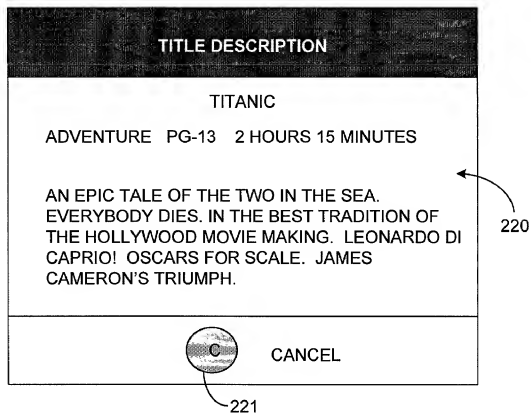 TITLE DESCRIPTION
TITANIC
ADVENTURE PG-13 2 HOURS 15 MINUTES
AN EPIC TALE OF THE TWO IN THE SEA.
EVERYBODY DIES. IN THE BEST TRADITION OF
THE HOLLYWOOD MOVIE MAKING. LEONARDO DI
CAPRIO! OSCARS FOR SCALE. JAMES
CAMERON'S TRIUMPH.
220
C CANCEL
221